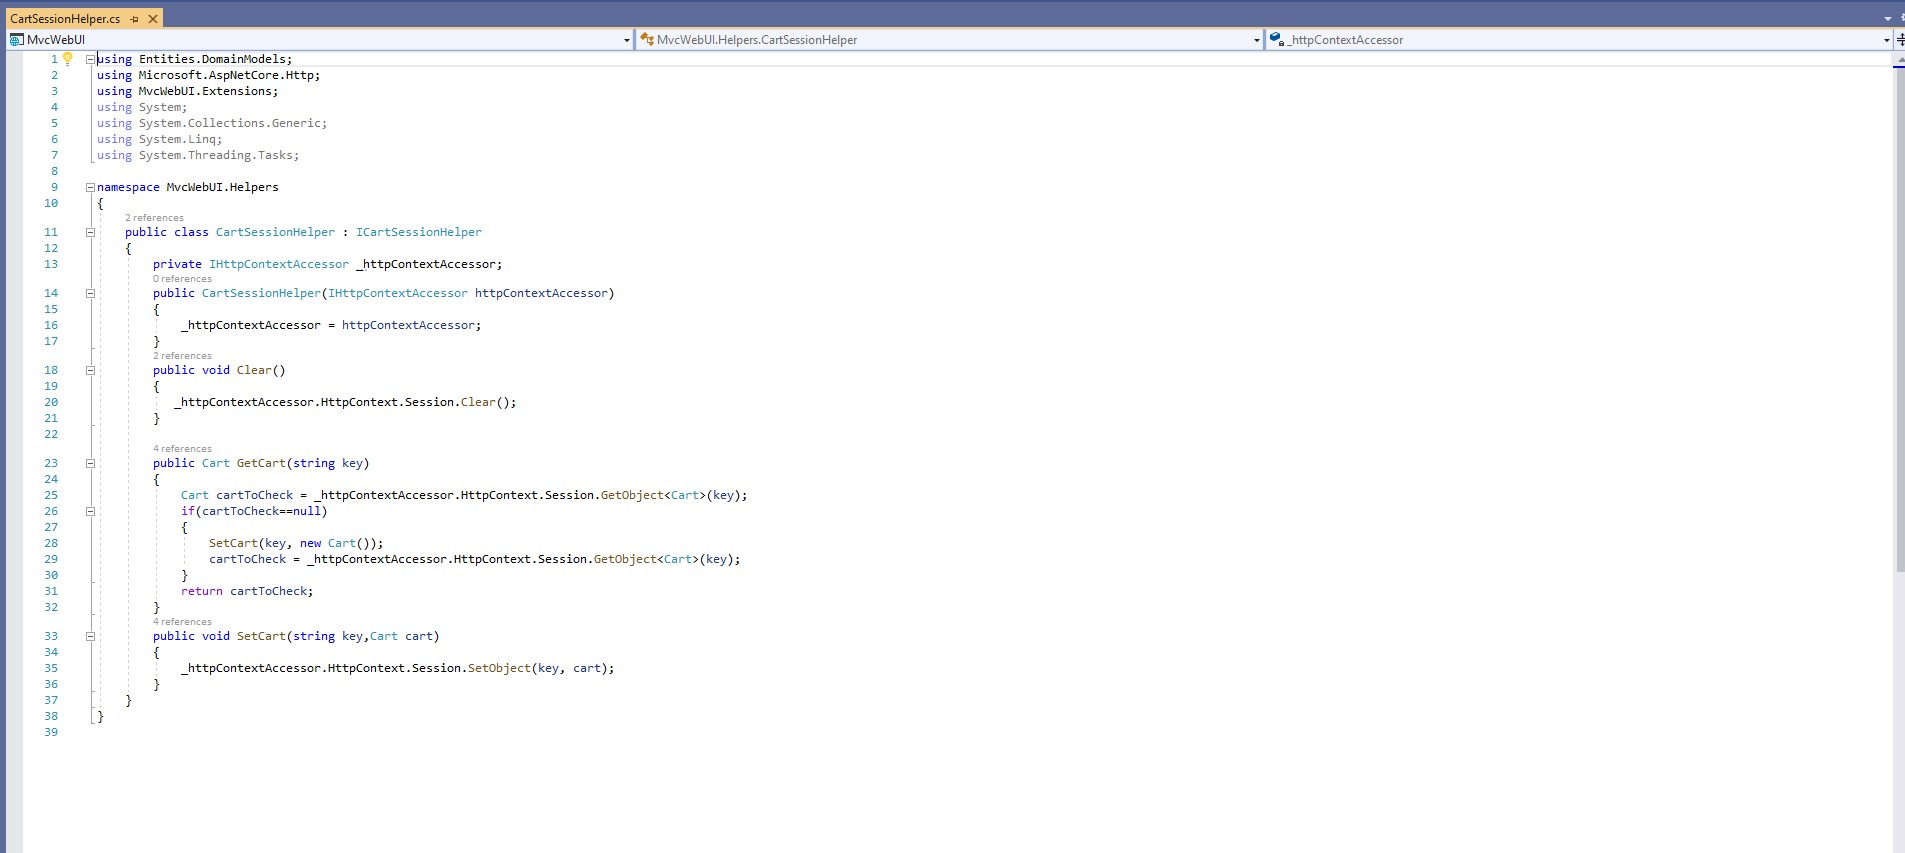 CartSessionHelper.cs
MvcWebUI MvcWebUI.Helpers.CartSessionHelper _httpContextAccessor
1 using Entities.DomainModels;
2 using Microsoft.AspNetCore.Http;
3 using MvcWebUI.Extensions;
4 using System;
5 using System.Collections.Generic;
6 using System.Linq;
7 using System.Threading.Tasks;
8
9 namespace MvcWebUI.Helpers
10 {
2 references
11 public class CartSessionHelper : ICartSessionHelper
12 {
13 private IHttpContextAccessor _httpContextAccessor;
0 references
14 public CartSessionHelper(IHttpContextAccessor httpContextAccessor)
15 {
16 _httpContextAccessor = httpContextAccessor;
17 }
2 references
18 public void Clear()
19 {
20 _httpContextAccessor.HttpContext.Session.Clear();
21 }
22
4 references
23 public Cart GetCart(string key)
24 {
25 Cart cartToCheck = _httpContextAccessor.HttpContext.Session.GetObject<Cart>(key);
26 if(cartToCheck==null)
27 {
28 SetCart(key, new Cart());
29 cartToCheck = _httpContextAccessor.HttpContext.Session.GetObject<Cart>(key);
30 }
31 return cartToCheck;
32 }
4 references
33 public void SetCart(string key,Cart cart)
34 {
35 _httpContextAccessor.HttpContext.Session.SetObject(key, cart);
36 }
37 }
38 }
39